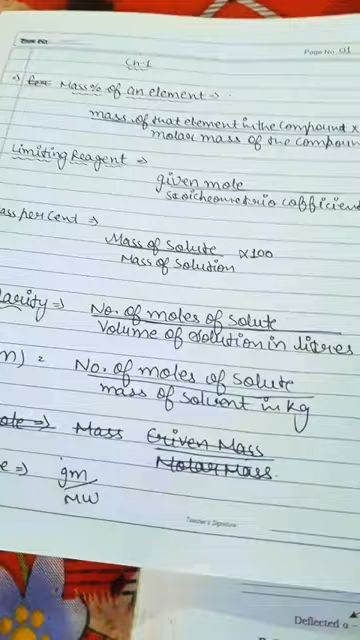 Page No. 01
Ch-1
⇒ Mass% of an element ⇒
mass of that element in the compound ×
molar mass of the compoun
Limiting Reagent ⇒
given mole
stoicheometric cofficien
ass per cent ⇒
Mass of solute ×100
Mass of solution
larity ⇒ No. of moles of solute
Volume of solution in litres
m) = No. of moles of solute
mass of solvent in kg
ole ⇒ Mass Given Mass
Molar Mass
e ⇒ gm
MW
Teacher's Signature
Deflected α -